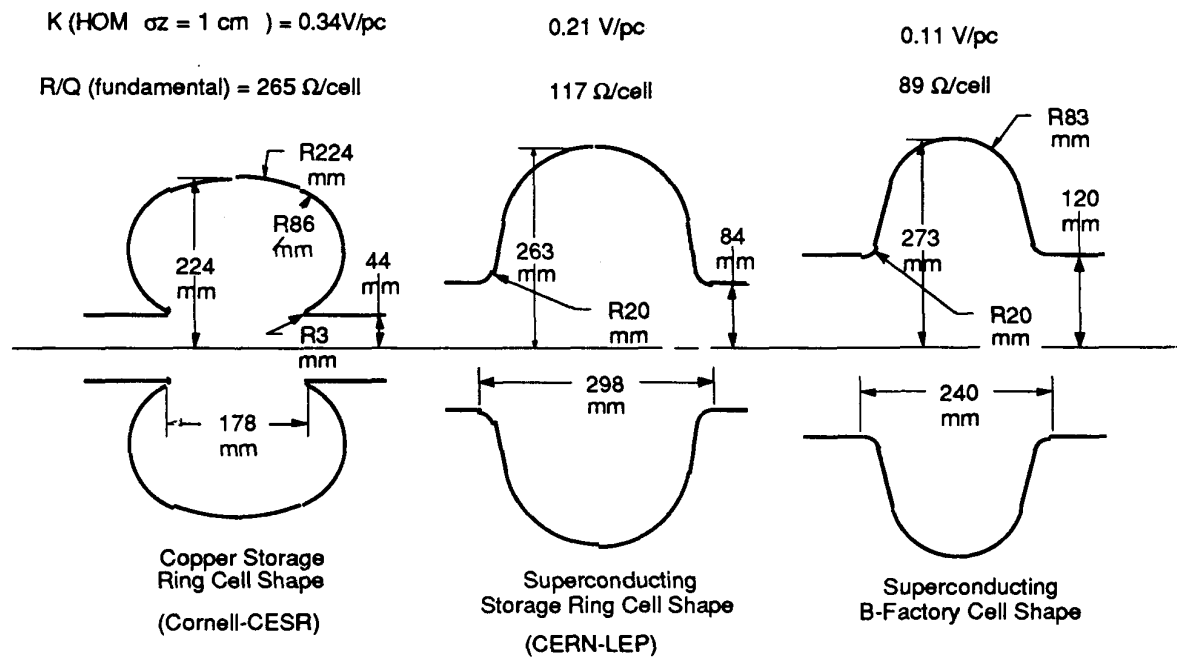 K (HOM σz = 1 cm ) = 0.34V/pc
0.21 V/pc
0.11 V/pc
R/Q (fundamental) = 265 Ω/cell
117 Ω/cell
89 Ω/cell
R224
mm
R86
mm
224
mm
44
mm
R3
mm
178
mm
263
mm
84
mm
R20
mm
298
mm
R83
mm
120
mm
273
mm
R20
mm
240
mm
Copper Storage
Ring Cell Shape
(Cornell-CESR)
Superconducting
Storage Ring Cell Shape
(CERN-LEP)
Superconducting
B-Factory Cell Shape